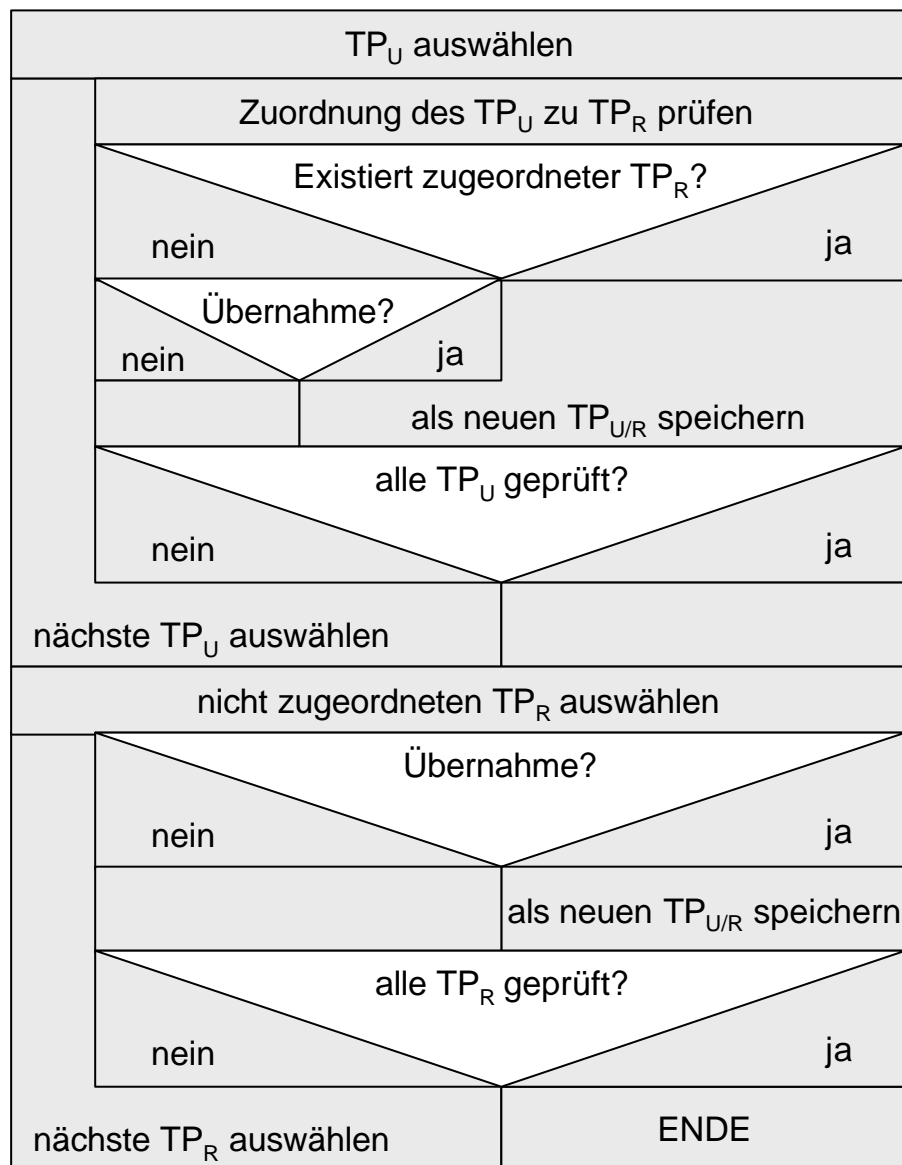 TP_U auswählen
Zuordnung des TP_U zu TP_R prüfen
Existiert zugeordneter TP_R?
nein
ja
Übernahme?
nein
ja
als neuen TP_U/R speichern
alle TP_U geprüft?
nein
ja
nächste TP_U auswählen
nicht zugeordneten TP_R auswählen
Übernahme?
nein
ja
als neuen TP_U/R speichern
alle TP_R geprüft?
nein
ja
nächste TP_R auswählen
ENDE